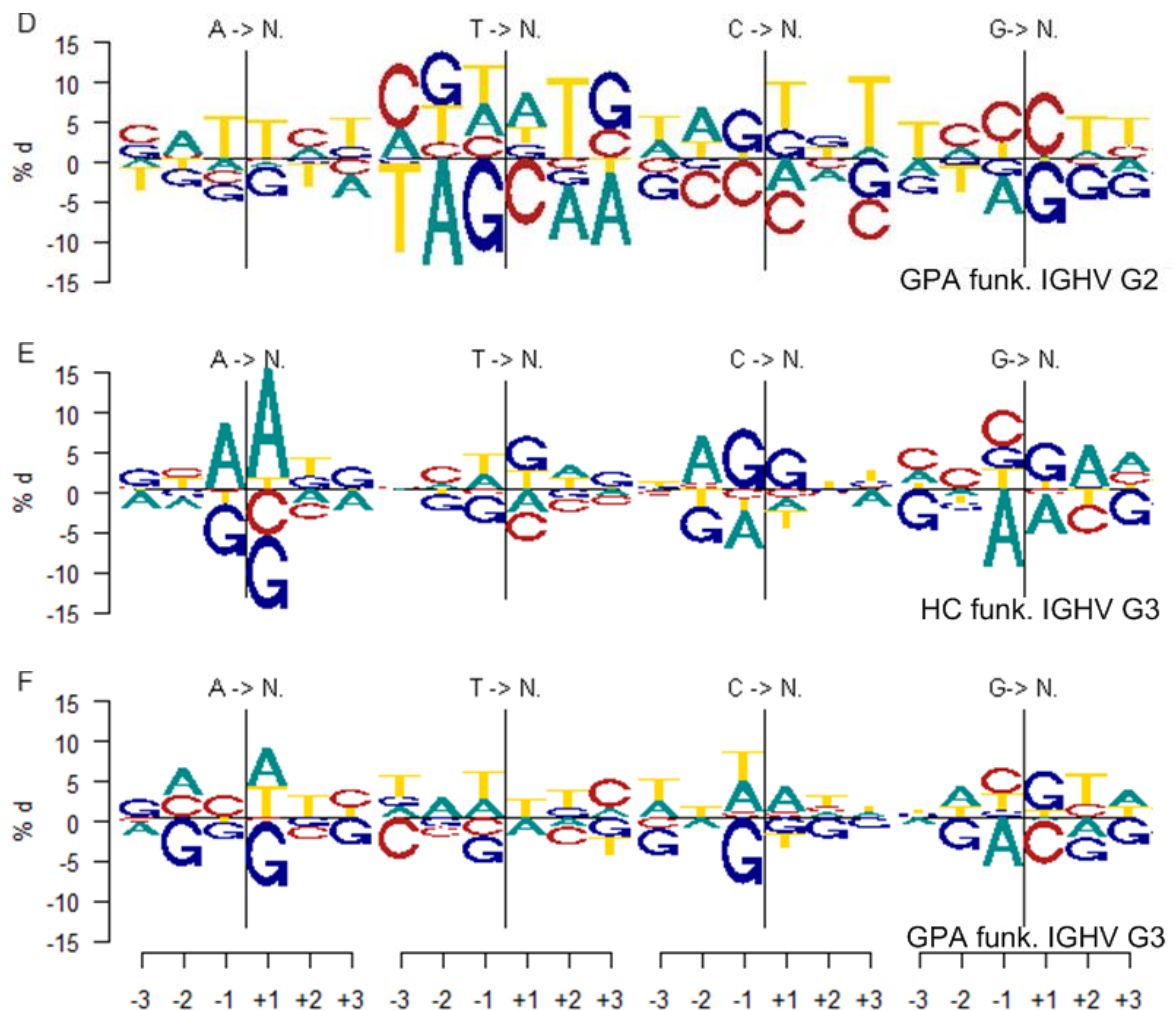 D
A -> N. T -> N. C -> N. G-> N.
15
10
5
0
-5
-10
-15
% d
GPA funk. IGHV G2
E
A -> N. T -> N. C -> N. G-> N.
15
10
5
0
-5
-10
-15
% d
HC funk. IGHV G3
F
A -> N. T -> N. C -> N. G-> N.
15
10
5
0
-5
-10
-15
% d
GPA funk. IGHV G3
-3 -2 -1 +1 +2 +3 -3 -2 -1 +1 +2 +3 -3 -2 -1 +1 +2 +3 -3 -2 -1 +1 +2 +3